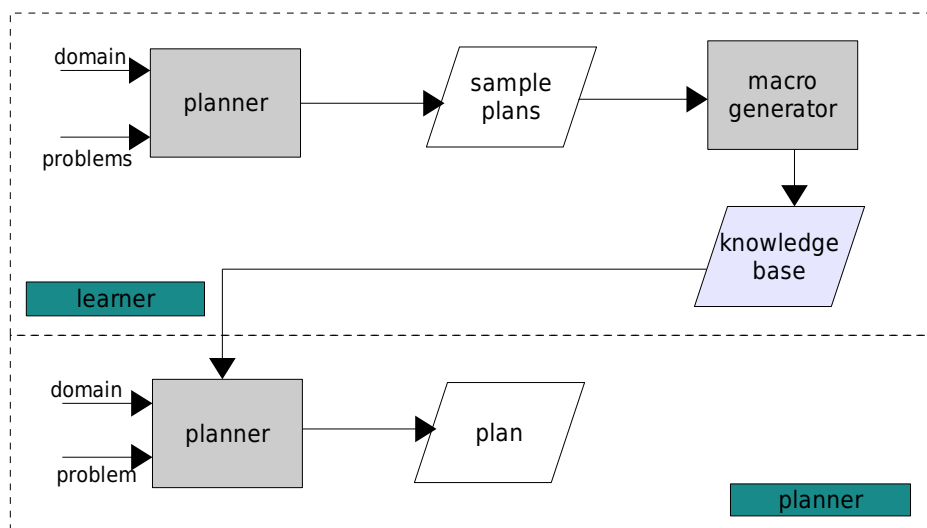 domain
planner
problems
sample
plans
macro
generator
knowledge
base
learner
domain
planner
problem
plan
planner